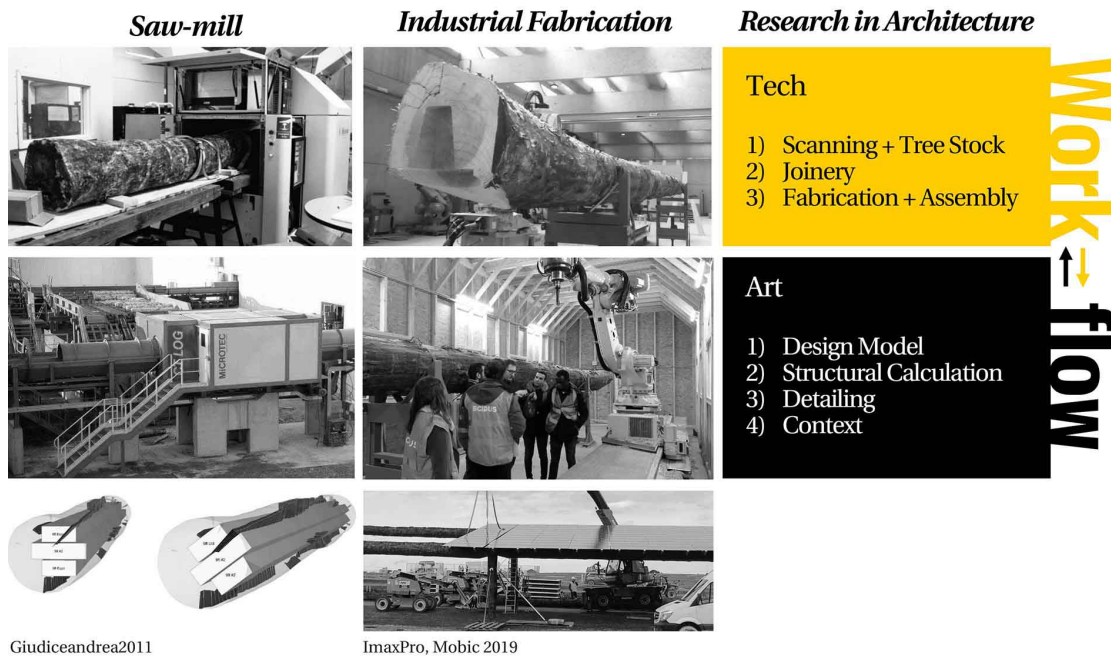 Saw-mill
Industrial Fabrication
Research in Architecture
Tech
1) Scanning + Tree Stock
2) Joinery
3) Fabrication + Assembly
Work
flow
Art
1) Design Model
2) Structural Calculation
3) Detailing
4) Context
LOG
MICROTEC
Giudiceandrea2011
ImaxPro, Mobic 2019